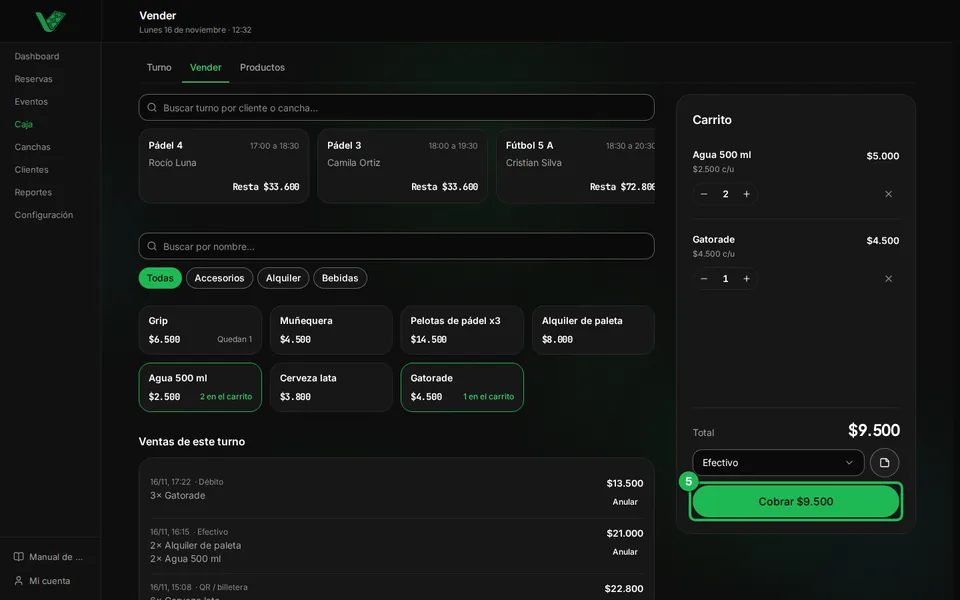 Vender
Lunes 16 de noviembre · 12:32
Dashboard
Reservas
Eventos
Caja
Canchas
Clientes
Reportes
Configuración
Manual de ...
Mi cuenta
Turno
Vender
Productos
Buscar turno por cliente o cancha...
Pádel 4
17:00 a 18:30
Rocío Luna
Resta $33.600
Pádel 3
18:00 a 19:30
Camila Ortiz
Resta $33.600
Fútbol 5 A
18:30 a 20:30
Cristian Silva
Resta $72.800
Buscar por nombre...
Todas
Accesorios
Alquiler
Bebidas
Grip
$6.500
Quedan 1
Muñequera
$4.500
Pelotas de pádel x3
$14.500
Alquiler de paleta
$8.000
Agua 500 ml
$2.500
2 en el carrito
Cerveza lata
$3.800
Gatorade
$4.500
1 en el carrito
Ventas de este turno
16/11, 17:22 · Débito
3× Gatorade
$13.500
Anular
16/11, 16:15 · Efectivo
2× Alquiler de paleta
2× Agua 500 ml
$21.000
Anular
16/11, 15:08 · QR / billetera
6× Cerveza lata
$22.800
Carrito
Agua 500 ml
$5.000
$2.500 c/u
− 2 +
Gatorade
$4.500
$4.500 c/u
− 1 +
Total
$9.500
Efectivo
5
Cobrar $9.500